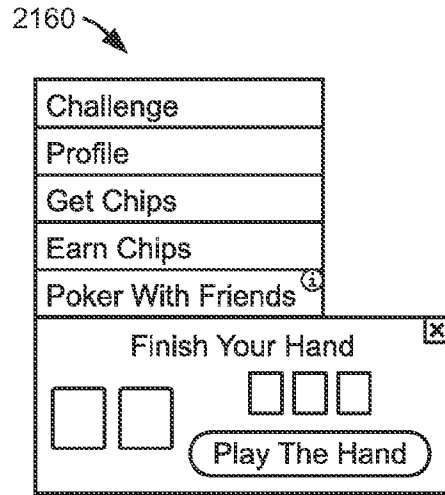 2160
Challenge
Profile
Get Chips
Earn Chips
Poker With Friends i
x
Finish Your Hand
Play The Hand